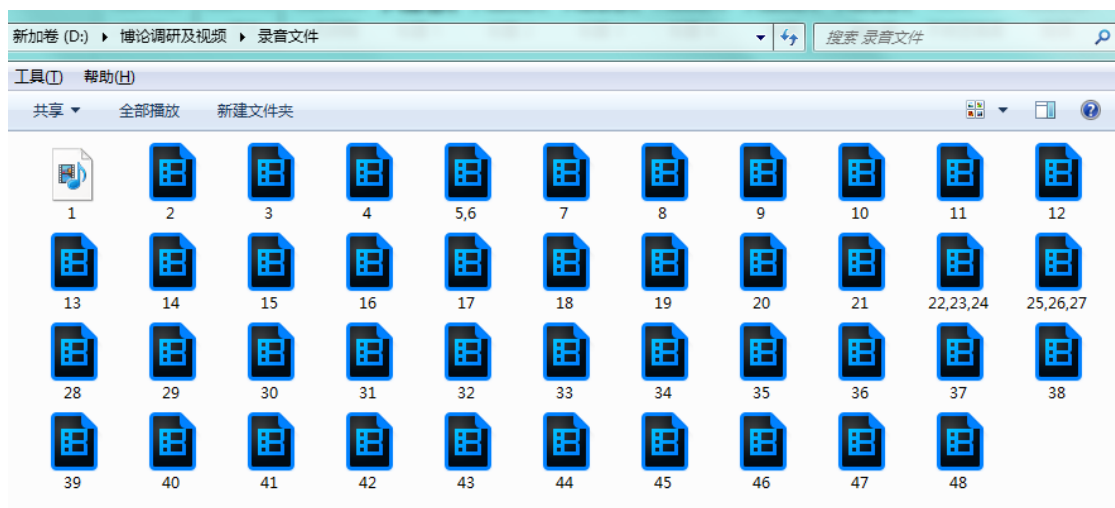 新加卷 (D:) ▸ 博论调研及视频 ▸ 录音文件 搜索 录音文件
工具(T) 帮助(H)
共享 全部播放 新建文件夹
1 2 3 4 5,6 7 8 9 10 11 12
13 14 15 16 17 18 19 20 21 22,23,24 25,26,27
28 29 30 31 32 33 34 35 36 37 38
39 40 41 42 43 44 45 46 47 48